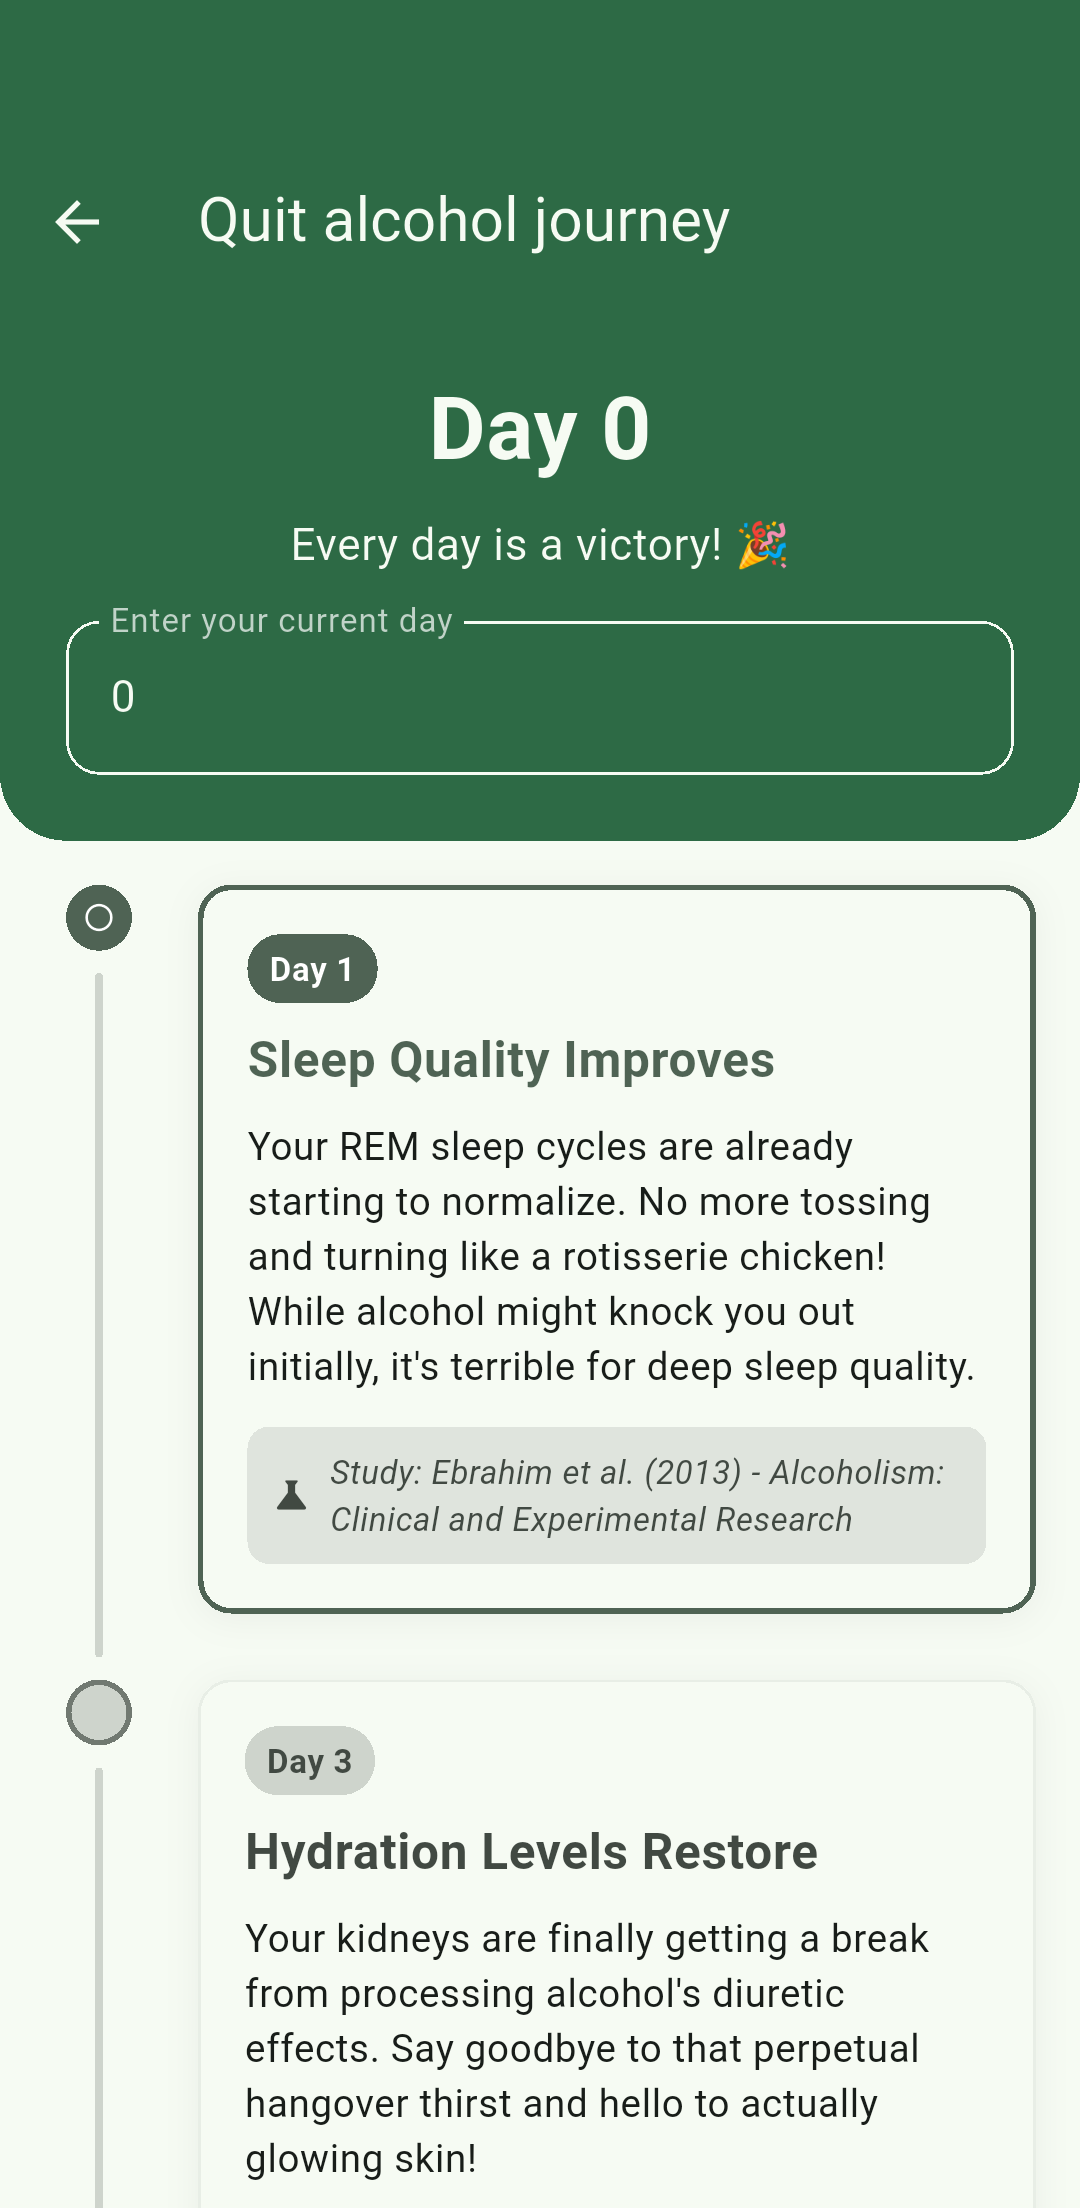 Quit alcohol journey
Day 0
Every day is a victory! 🎉
Enter your current day
0
Day 1
Sleep Quality Improves
Your REM sleep cycles are already
starting to normalize. No more tossing
and turning like a rotisserie chicken!
While alcohol might knock you out
initially, it's terrible for deep sleep quality.
Study: Ebrahim et al. (2013) - Alcoholism:
Clinical and Experimental Research
Day 3
Hydration Levels Restore
Your kidneys are finally getting a break
from processing alcohol's diuretic
effects. Say goodbye to that perpetual
hangover thirst and hello to actually
glowing skin!